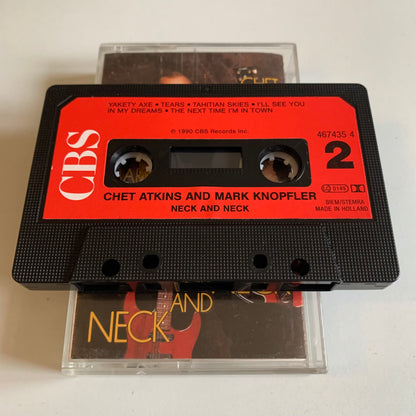 CHET
YAKETY AXE • TEARS • TAHITIAN SKIES • I'LL SEE YOU
IN MY DREAMS • THE NEXT TIME I'M IN TOWN
℗ 1990 CBS Records Inc.
467435 4
2
CBS
CHET ATKINS AND MARK KNOPFLER
NECK AND NECK
BIEM/STEMRA
MADE IN HOLLAND
AND
NECK